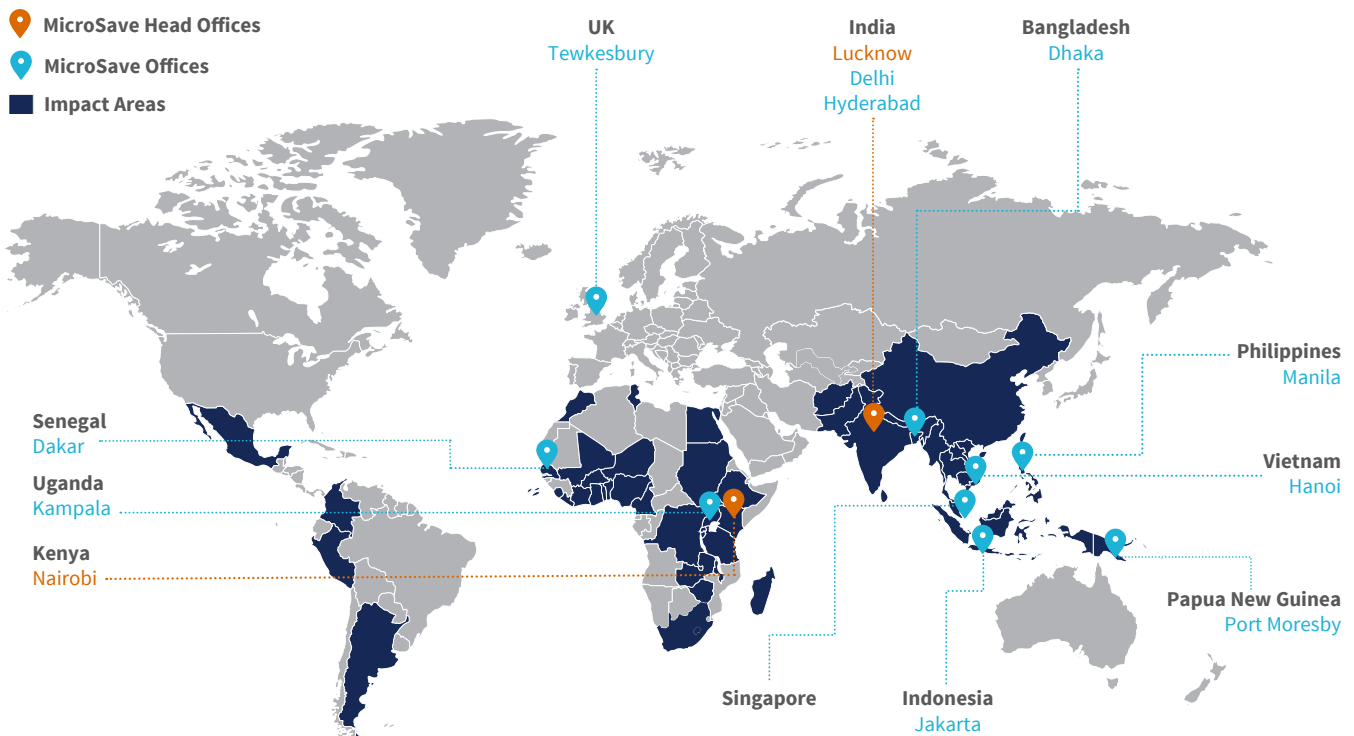 MicroSave Head Offices
MicroSave Offices
Impact Areas
UK
Tewkesbury
India
Lucknow
Delhi
Hyderabad
Bangladesh
Dhaka
Philippines
Manila
Vietnam
Hanoi
Senegal
Dakar
Uganda
Kampala
Kenya
Nairobi
Papua New Guinea
Port Moresby
Singapore
Indonesia
Jakarta